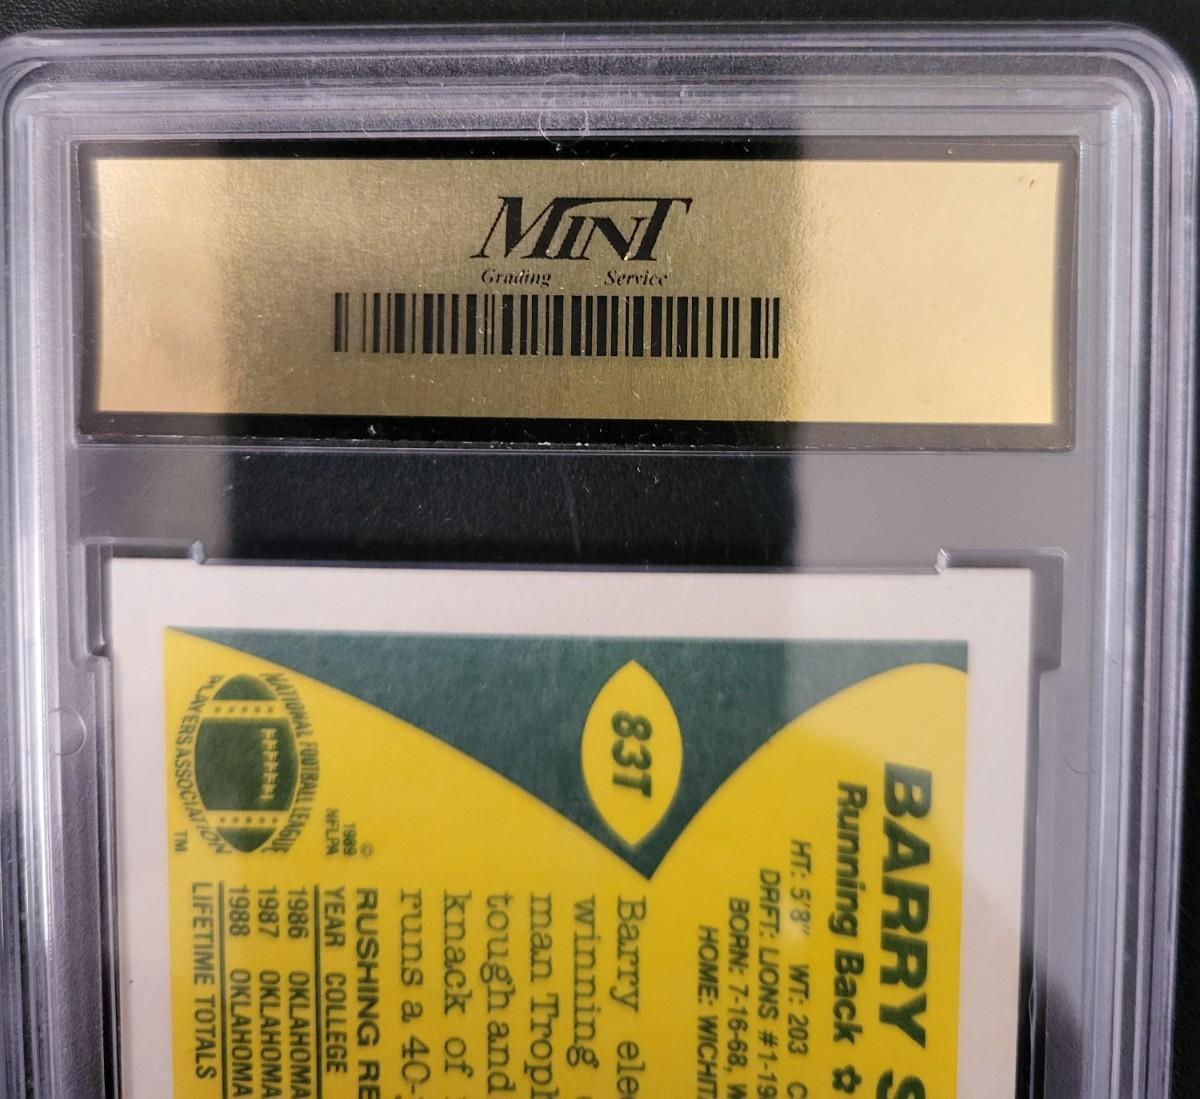 MINT
Grading Service
83T
BARRY S
Running Back
HT: 5'8" WT: 203 C
DRFT: LIONS #1-19
BORN: 7-16-68, W
HOME: WICHIT
Barry ele
winning
man Troph
tough and
knack of
runs a 40-
NATIONAL FOOTBALL LEAGUE
PLAYERS ASSOCIATION
TM
© 
1989
NFLPA
RUSHING RE
YEAR COLLEGE
1986 OKLAHOMA
1987 OKLAHOMA
1988 OKLAHOMA
LIFETIME TOTALS